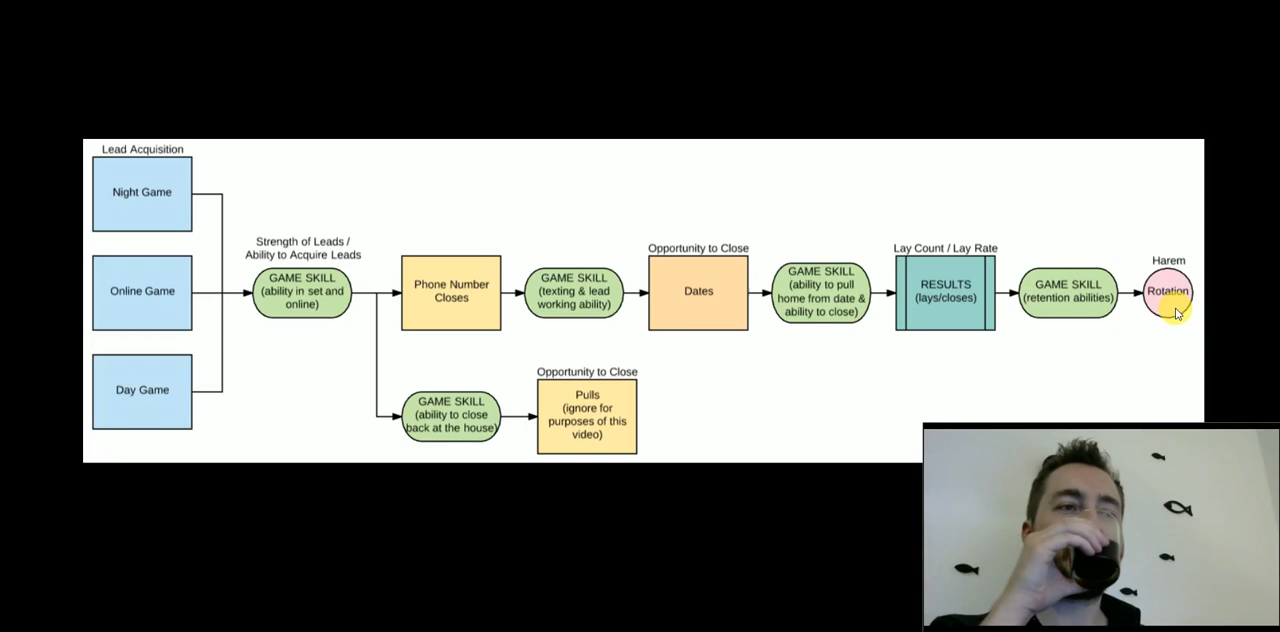 Lead Acquisition
Night Game
Online Game
Day Game
Strength of Leads /
Ability to Acquire Leads
GAME SKILL
(ability in set and
online)
Phone Number
Closes
GAME SKILL
(texting & lead
working ability)
Opportunity to Close
Dates
GAME SKILL
(ability to pull
home from date &
ability to close)
Lay Count / Lay Rate
RESULTS
(lays/closes)
GAME SKILL
(retention abilities)
Harem
Rotation
GAME SKILL
(ability to close
back at the house)
Opportunity to Close
Pulls
(ignore for
purposes of this
video)